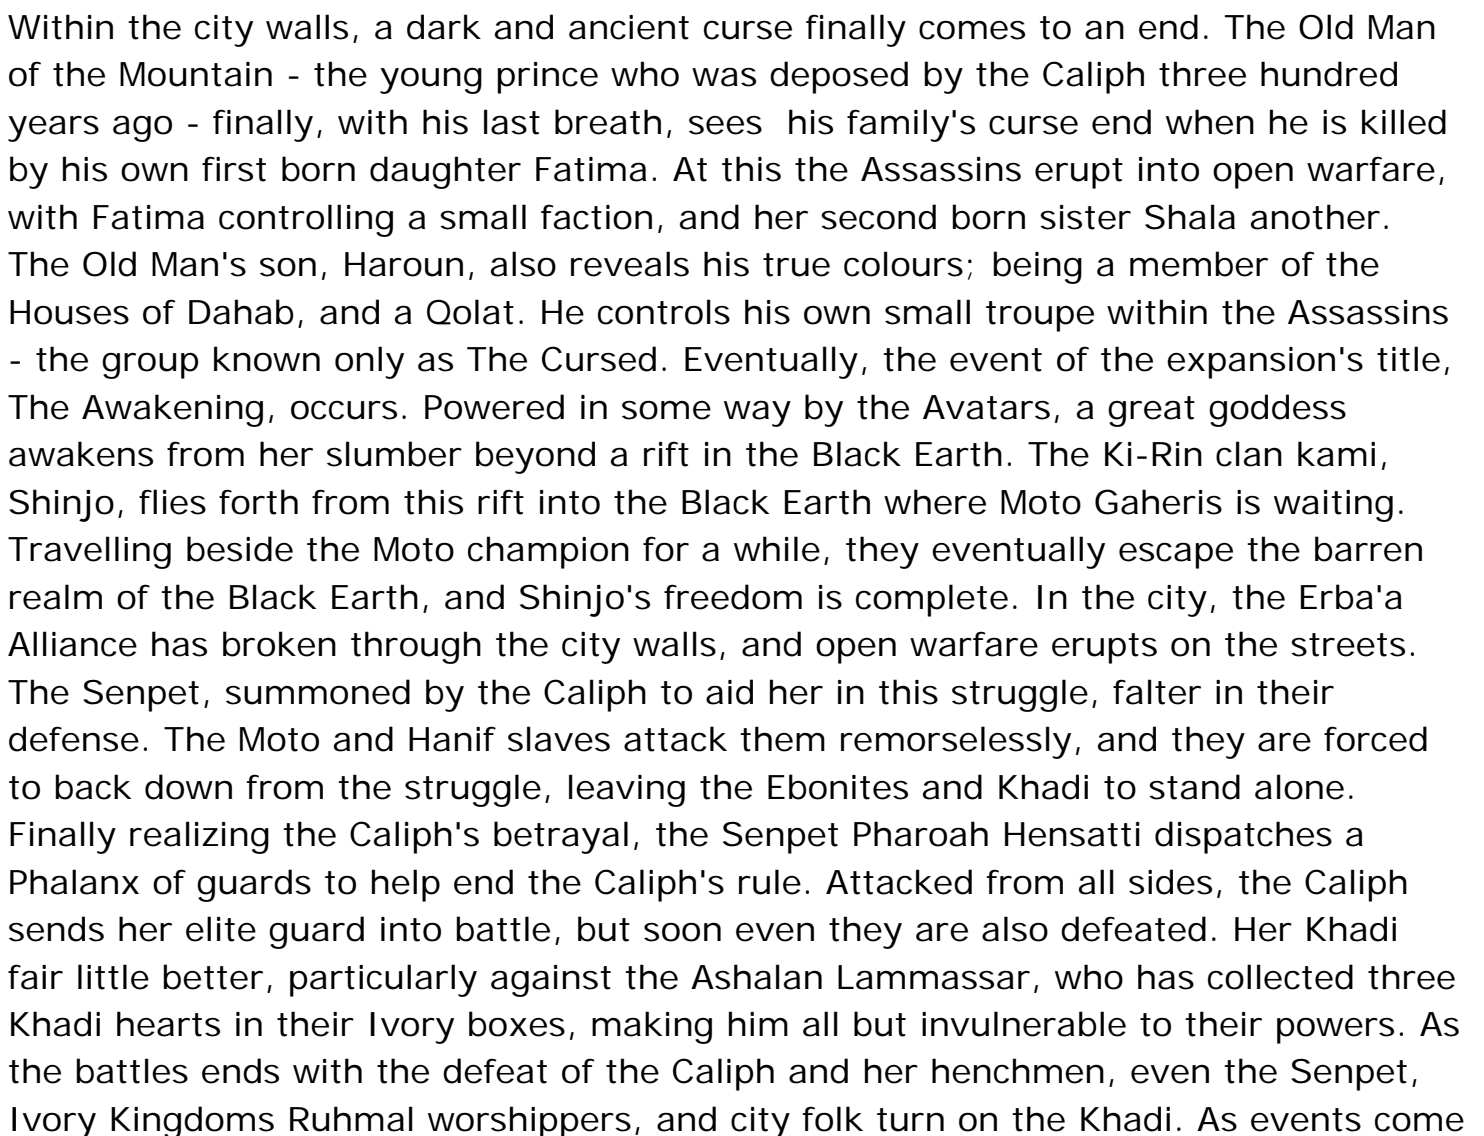 Within the city walls, a dark and ancient curse finally comes to an end. The Old Man
of the Mountain - the young prince who was deposed by the Caliph three hundred
years ago - finally, with his last breath, sees  his family's curse end when he is killed
by his own first born daughter Fatima. At this the Assassins erupt into open warfare,
with Fatima controlling a small faction, and her second born sister Shala another.
The Old Man's son, Haroun, also reveals his true colours; being a member of the
Houses of Dahab, and a Qolat. He controls his own small troupe within the Assassins
- the group known only as The Cursed. Eventually, the event of the expansion's title,
The Awakening, occurs. Powered in some way by the Avatars, a great goddess
awakens from her slumber beyond a rift in the Black Earth. The Ki-Rin clan kami,
Shinjo, flies forth from this rift into the Black Earth where Moto Gaheris is waiting.
Travelling beside the Moto champion for a while, they eventually escape the barren
realm of the Black Earth, and Shinjo's freedom is complete. In the city, the Erba'a
Alliance has broken through the city walls, and open warfare erupts on the streets.
The Senpet, summoned by the Caliph to aid her in this struggle, falter in their
defense. The Moto and Hanif slaves attack them remorselessly, and they are forced
to back down from the struggle, leaving the Ebonites and Khadi to stand alone.
Finally realizing the Caliph's betrayal, the Senpet Pharoah Hensatti dispatches a
Phalanx of guards to help end the Caliph's rule. Attacked from all sides, the Caliph
sends her elite guard into battle, but soon even they are also defeated. Her Khadi
fair little better, particularly against the Ashalan Lammassar, who has collected three
Khadi hearts in their Ivory boxes, making him all but invulnerable to their powers. As
the battles ends with the defeat of the Caliph and her henchmen, even the Senpet,
Ivory Kingdoms Ruhmal worshippers, and city folk turn on the Khadi. As events come